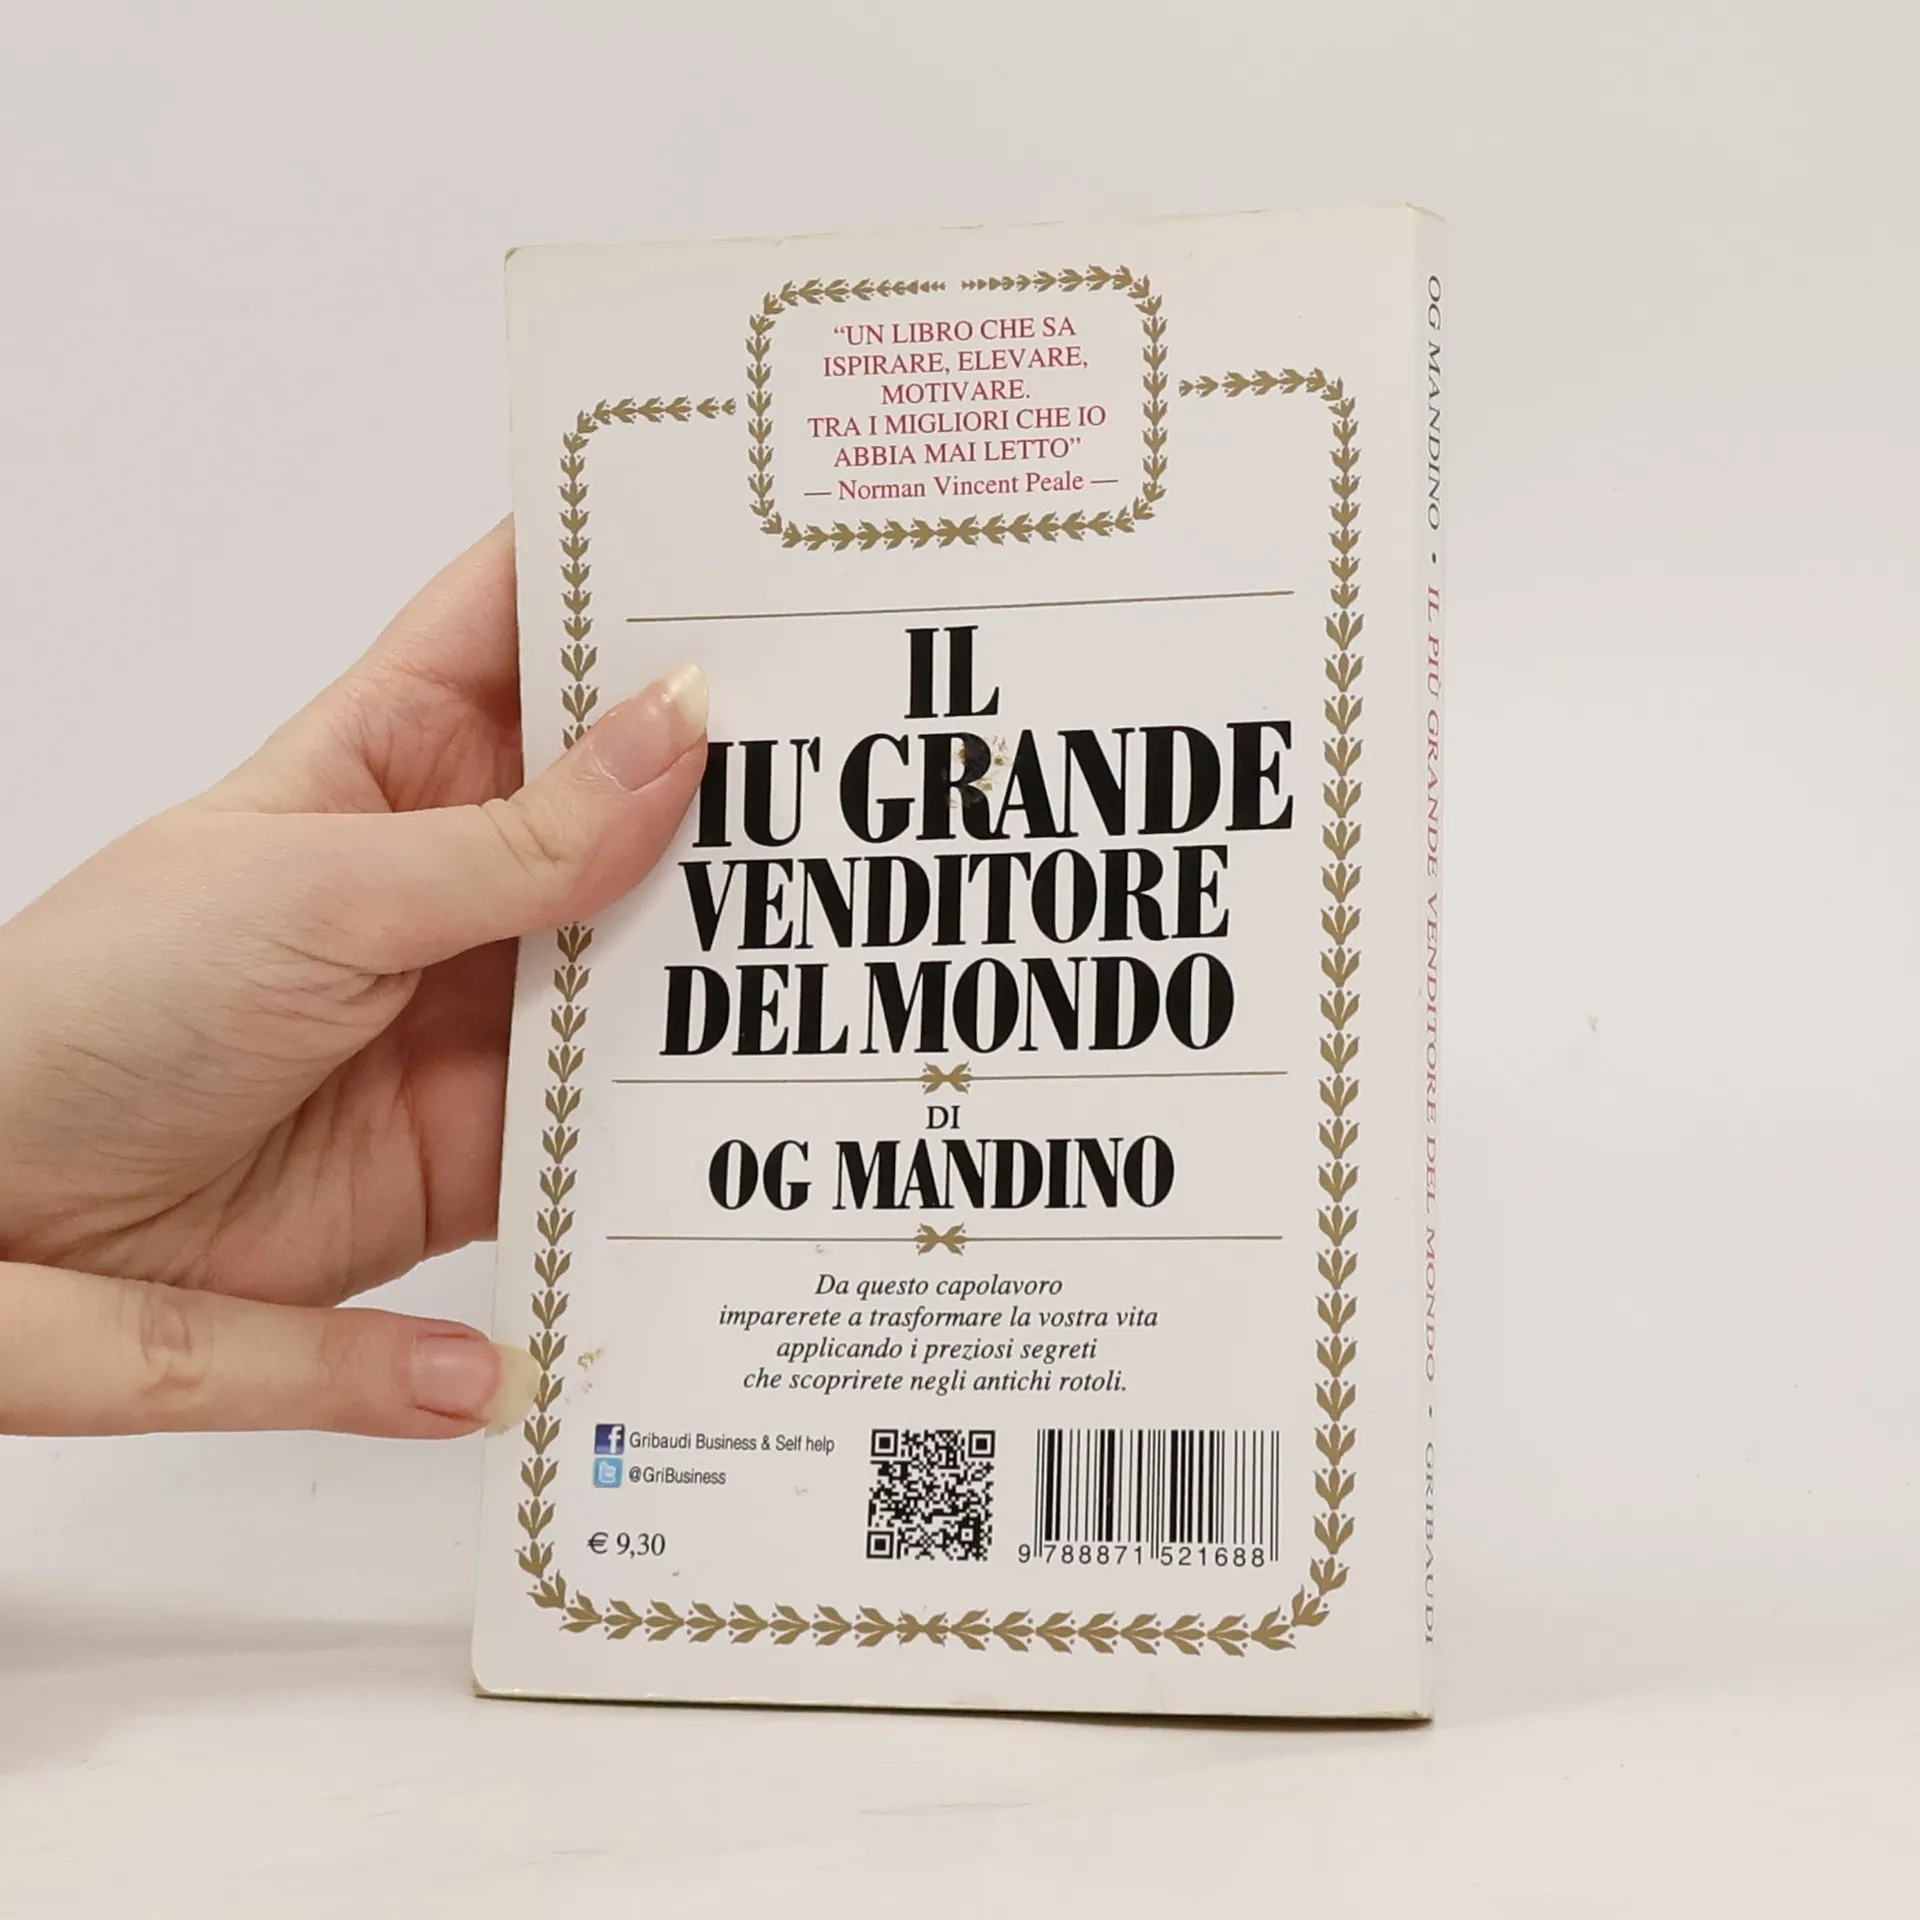 “UN LIBRO CHE SA
ISPIRARE, ELEVARE,
MOTIVARE.
TRA I MIGLIORI CHE IO
ABBIA MAI LETTO”
— Norman Vincent Peale —
IL
IU' GRANDE
VENDITORE
DEL MONDO
DI
OG MANDINO
Da questo capolavoro
imparerete a trasformare la vostra vita
applicando i preziosi segreti
che scoprirete negli antichi rotoli.
f Gribaudi Business & Self help
@GriBusiness
€ 9,30
9 788871 521688
OG MANDINO • IL PIÙ GRANDE VENDITORE DEL MONDO • GRIBAUDI